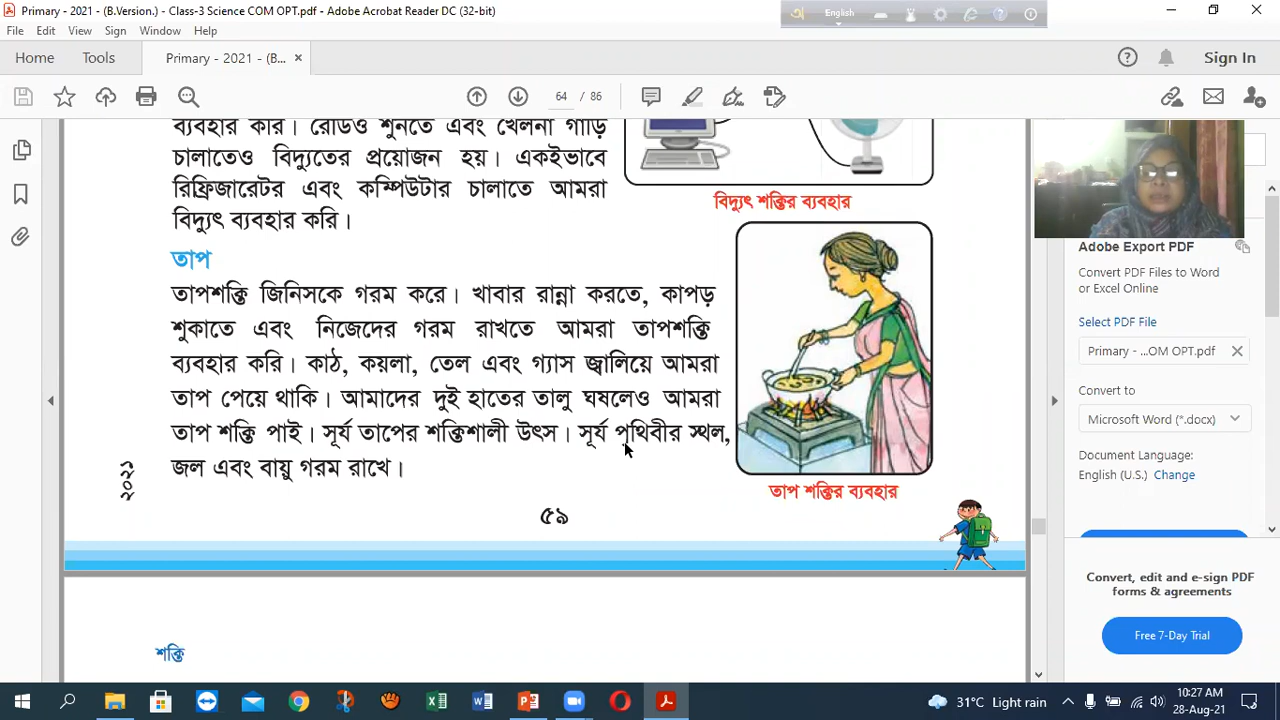 Primary - 2021 - (B.Version.) - Class-3 Science COM OPT.pdf - Adobe Acrobat Reader DC (32-bit)
English
File Edit View Sign Window Help
Home Tools Primary - 2021 - (B... × Sign In
64 / 86
ব্যবহার করি। রেডিও শুনতে এবং খেলনা গাড়ি
চালাতেও বিদ্যুতের প্রয়োজন হয়। একইভাবে
রিফ্রিজারেটর এবং কম্পিউটার চালাতে আমরা
বিদ্যুৎ ব্যবহার করি।
বিদ্যুৎ শক্তির ব্যবহার
তাপ
তাপশক্তি জিনিসকে গরম করে। খাবার রান্না করতে, কাপড়
শুকাতে এবং নিজেদের গরম রাখতে আমরা তাপশক্তি
ব্যবহার করি। কাঠ, কয়লা, তেল এবং গ্যাস জ্বালিয়ে আমরা
তাপ পেয়ে থাকি। আমাদের দুই হাতের তালু ঘষলেও আমরা
তাপ শক্তি পাই। সূর্য তাপের শক্তিশালী উৎস। সূর্য পৃথিবীর স্থল,
জল এবং বায়ু গরম রাখে।
তাপ শক্তির ব্যবহার
২০২১
৫৯
শক্তি
Adobe Export PDF
Convert PDF Files to Word
or Excel Online
Select PDF File
Primary - ...OM OPT.pdf ×
Convert to
Microsoft Word (*.docx)
Document Language:
English (U.S.) Change
Convert, edit and e-sign PDF
forms & agreements
Free 7-Day Trial
31°C Light rain
10:27 AM
28-Aug-21